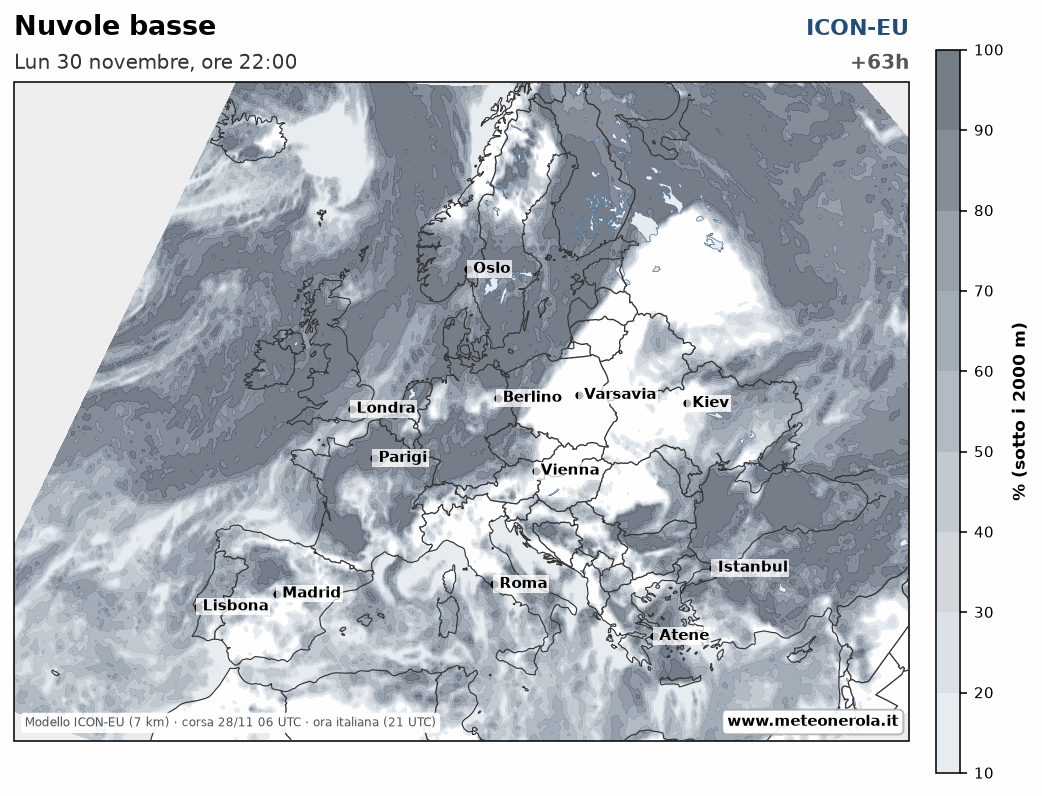 Nuvole basse
ICON-EU
Lun 30 novembre, ore 22:00
+63h
100
90
80
70
60
50
40
30
20
10
% (sotto i 2000 m)
Oslo
Berlino
Varsavia
Kiev
Londra
Parigi
Vienna
Istanbul
Roma
Madrid
Lisbona
Atene
Modello ICON-EU (7 km) · corsa 28/11 06 UTC · ora italiana (21 UTC)
www.meteonerola.it